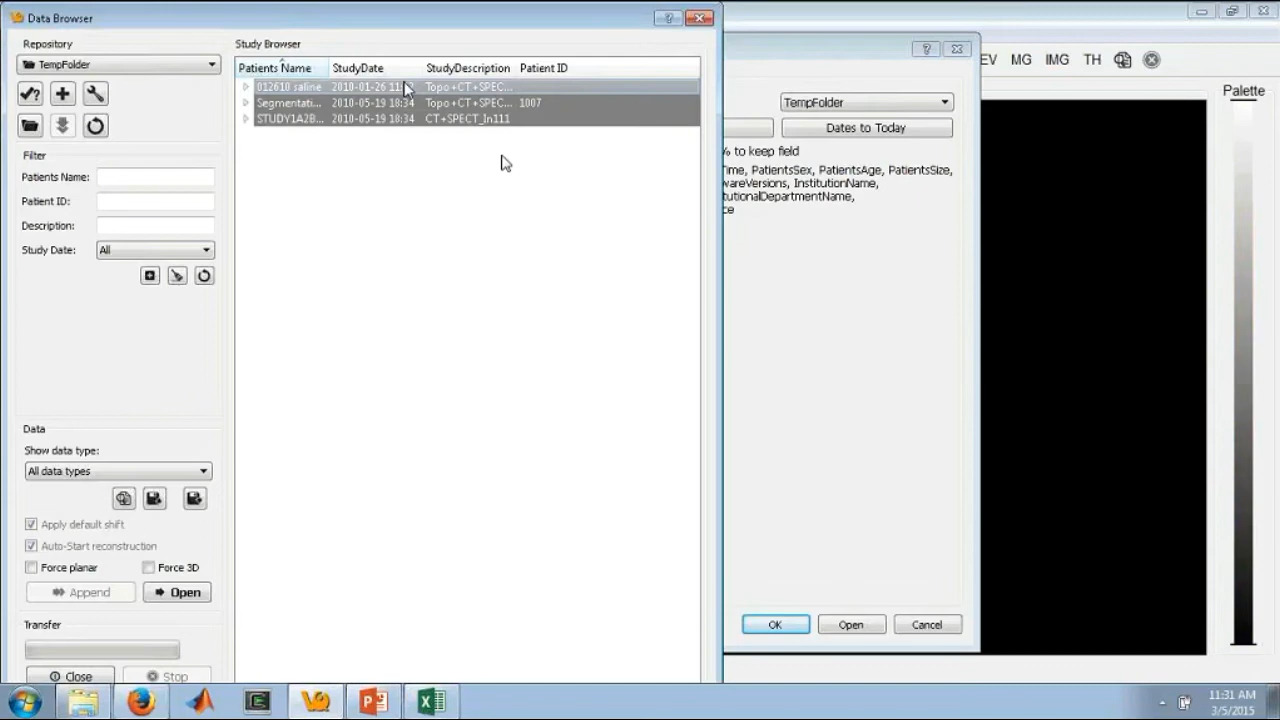 Data Browser
Repository
TempFolder
Filter
Patients Name:
Patient ID:
Description:
Study Date:
All
Data
Show data type:
All data types
Apply default shift
Auto-Start reconstruction
Force planar
Force 3D
Append
Open
Transfer
Close
Stop
Study Browser
Patients Name StudyDate StudyDescription Patient ID
012610 saline 2010-01-26 Topo+CT+SPEC...
Segmentati... 2010-05-19 18:34 Topo+CT+SPEC... 1007
STUDY1A2B... 2010-05-19 18:34 CT+SPECT_In111
TempFolder
Dates to Today
% to keep field
PatientsSex, PatientsAge, PatientsSize,
wareVersions, InstitutionName,
tutionalDepartmentName,
ce
OK
Open
Cancel
EV MG IMG TH
Palette
11:31 AM
3/5/2015